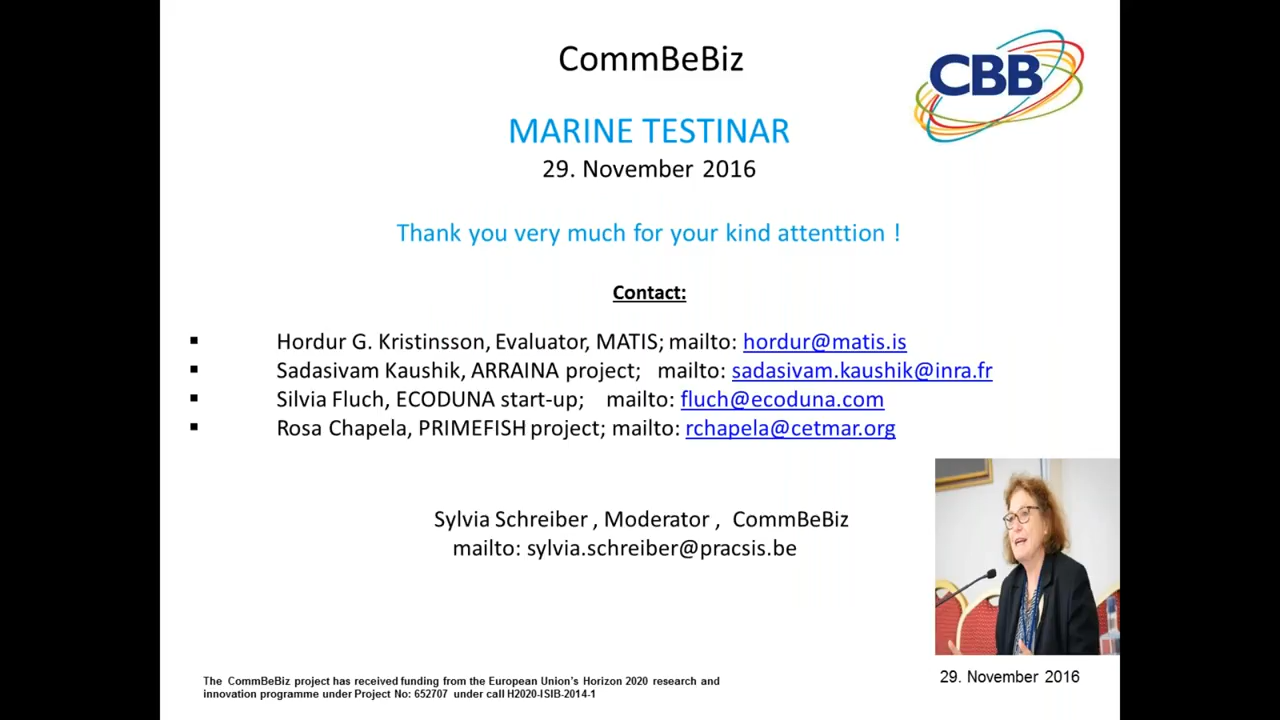 CommBeBiz
CBB
MARINE TESTINAR
29. November 2016
Thank you very much for your kind attenttion !
Contact:
▪ Hordur G. Kristinsson, Evaluator, MATIS; mailto: hordur@matis.is
▪ Sadasivam Kaushik, ARRAINA project; mailto: sadasivam.kaushik@inra.fr
▪ Silvia Fluch, ECODUNA start-up; mailto: fluch@ecoduna.com
▪ Rosa Chapela, PRIMEFISH project; mailto: rchapela@cetmar.org
Sylvia Schreiber , Moderator , CommBeBiz
mailto: sylvia.schreiber@pracsis.be
The CommBeBiz project has received funding from the European Union's Horizon 2020 research and
innovation programme under Project No: 652707 under call H2020-ISIB-2014-1
29. November 2016